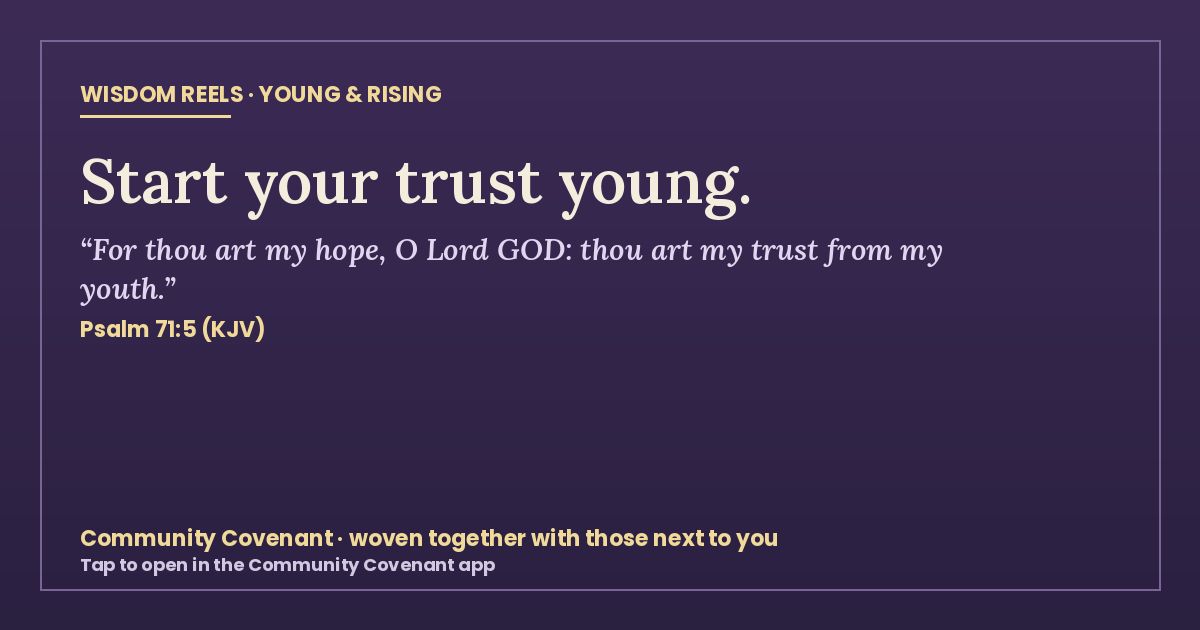 WISDOM REELS · YOUNG & RISING
Start your trust young.
“For thou art my hope, O Lord GOD: thou art my trust from my
youth.”
Psalm 71:5 (KJV)
Community Covenant · woven together with those next to you
Tap to open in the Community Covenant app